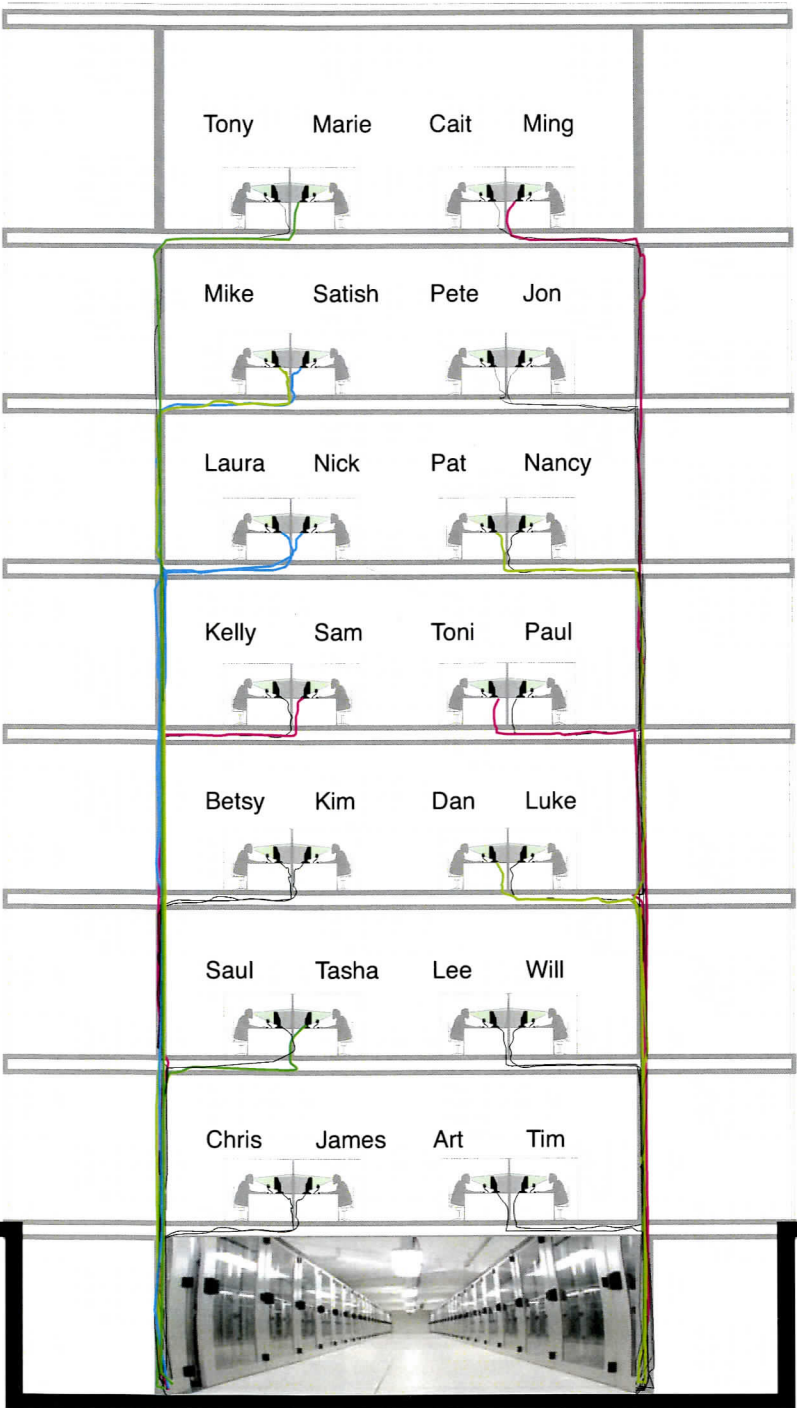 Tony Marie Cait Ming
Mike Satish Pete Jon
Laura Nick Pat Nancy
Kelly Sam Toni Paul
Betsy Kim Dan Luke
Saul Tasha Lee Will
Chris James Art Tim